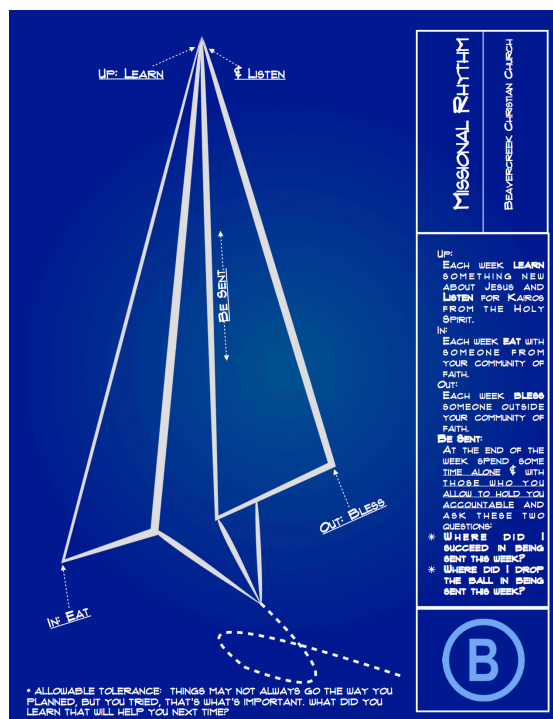 Up: Learn
& Listen
Be Sent
Out: Bless
In: Eat
• Allowable tolerance: Things may not always go the way you
planned, but you tried, that's what's important. What did you
learn that will help you next time?
Missional Rhythm
Beavercreek Christian Church
Up:
Each week Learn
something new
about Jesus and
Listen for Kairos
from the Holy
Spirit.
In:
Each week Eat with
someone from
your community of
faith.
Out:
Each week Bless
someone outside
your community of
faith.
Be Sent:
At the end of the
week spend some
time alone & with
those who you
allow to hold you
accountable and
ask these two
questions:
* Where did I
succeed in being
sent this week?
* Where did I drop
the ball in being
sent this week?
B